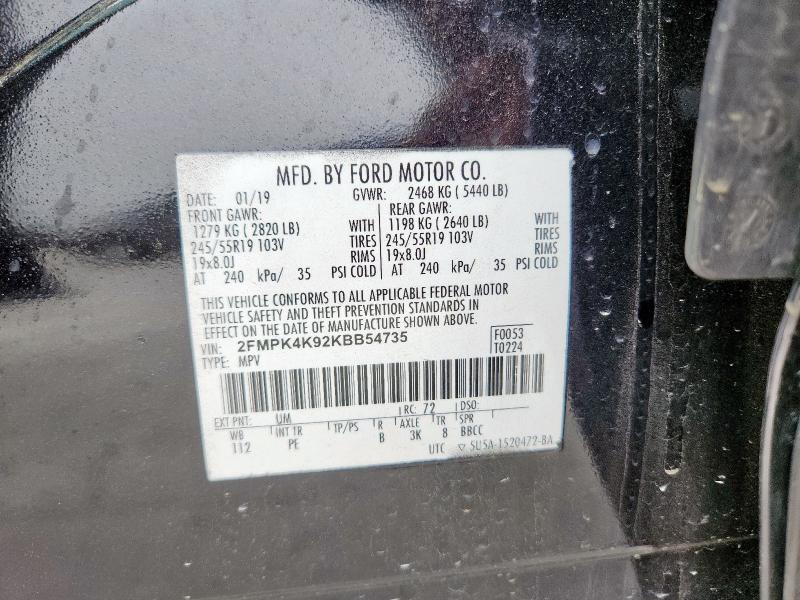 MFD. BY FORD MOTOR CO.
DATE: 01/19 GVWR: 2468 KG ( 5440 LB)
FRONT GAWR: REAR GAWR:
1279 KG ( 2820 LB) WITH 1198 KG ( 2640 LB) WITH
245/55R19 103V TIRES 245/55R19 103V TIRES
19x8.0J RIMS 19x8.0J RIMS
AT 240 kPa/ 35 PSI COLD AT 240 kPa/ 35 PSI COLD
THIS VEHICLE CONFORMS TO ALL APPLICABLE FEDERAL MOTOR
VEHICLE SAFETY AND THEFT PREVENTION STANDARDS IN
EFFECT ON THE DATE OF MANUFACTURE SHOWN ABOVE.
VIN: 2FMPK4K92KBB54735 F0053
TYPE: MPV T0224
EXT PNT: UM RC: 72 DSO:
WB INT TR TP/PS R AXLE TR SPR
112 PE B 3K 8 BBCC
UTC ▽ 5U5A-1520472-BA